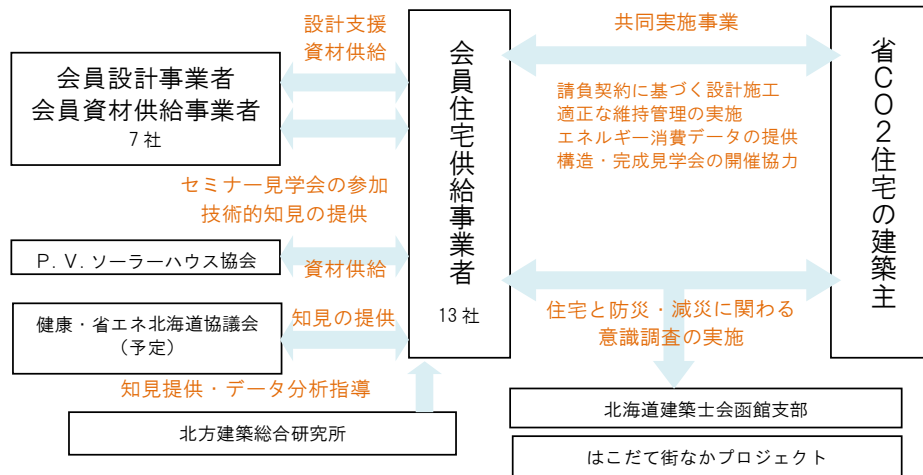 設計支援
資材供給
会員設計事業者
会員資材供給事業者
7社
セミナー見学会の参加
技術的知見の提供
P.V.ソーラーハウス協会
資材供給
健康・省エネ北海道協議会
（予定）
知見の提供
知見提供・データ分析指導
北方建築総合研究所
会員住宅供給事業者
13社
共同実施事業
請負契約に基づく設計施工
適正な維持管理の実施
エネルギー消費データの提供
構造・完成見学会の開催協力
住宅と防災・減災に関わる
意識調査の実施
省CO2住宅の建築主
北海道建築士会函館支部
はこだて街なかプロジェクト